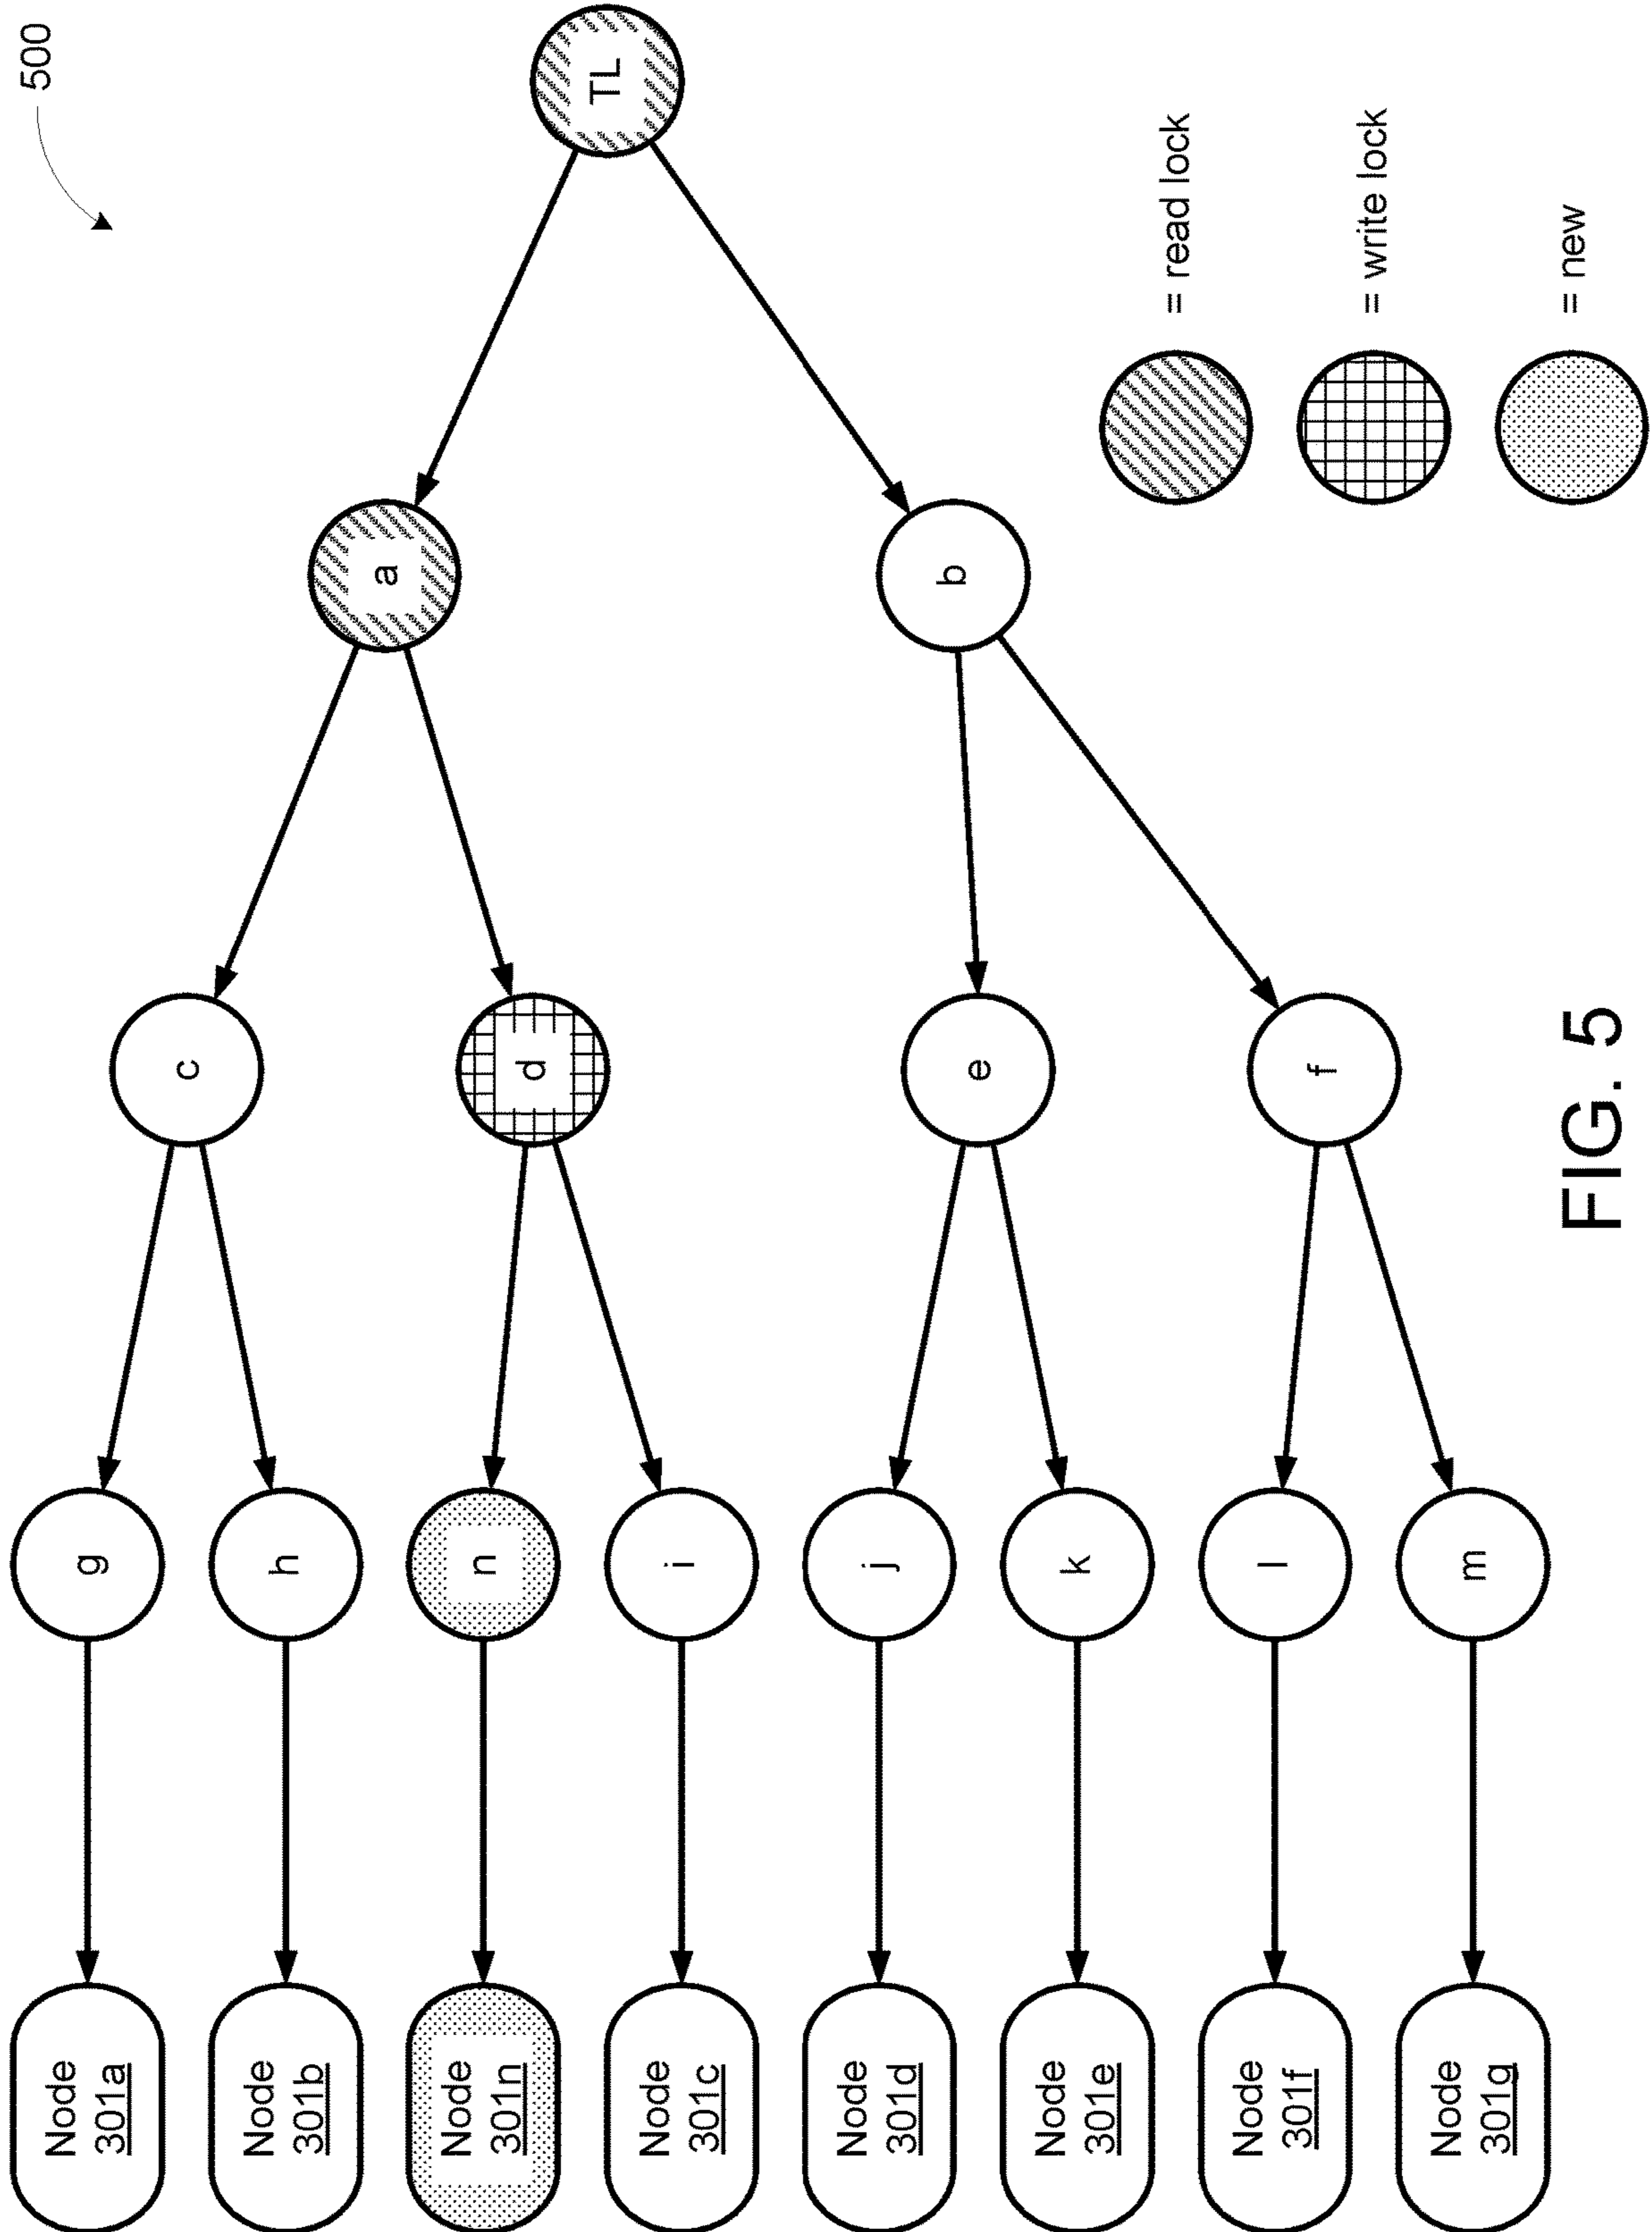 500
Node
301a
g
c
Node
301b
h
a
Node
301n
n
d
TL
Node
301c
i
Node
301d
j
b
e
Node
301e
k
= read lock
Node
301f
l
f
= write lock
Node
301g
m
= new
FIG. 5